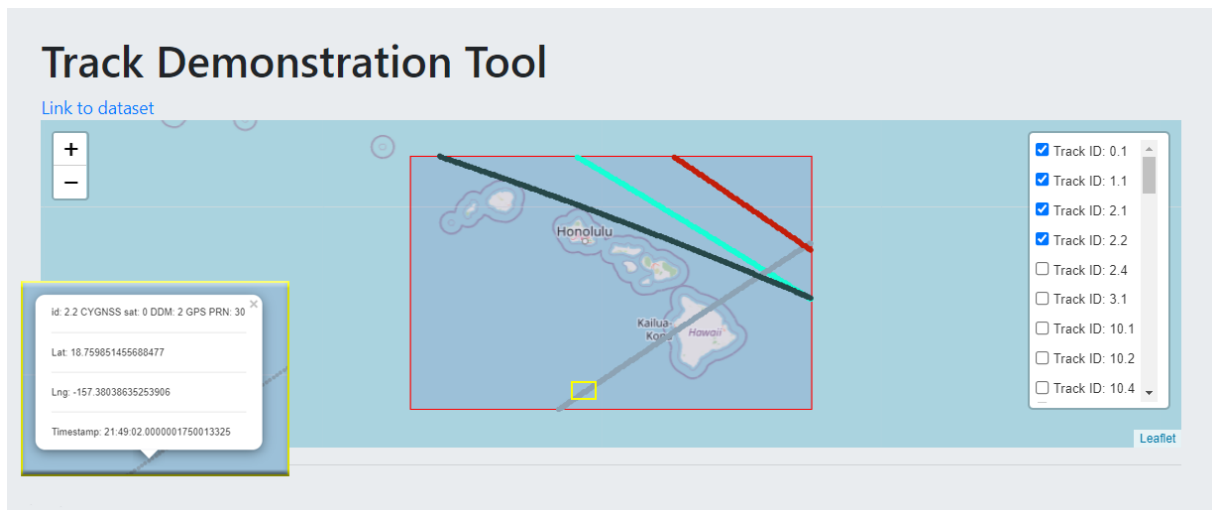 Track Demonstration Tool
Link to dataset
+
−
Honolulu
Kailua-
Kona
Hawaii
Track ID: 0.1
Track ID: 1.1
Track ID: 2.1
Track ID: 2.2
Track ID: 2.4
Track ID: 3.1
Track ID: 10.1
Track ID: 10.2
Track ID: 10.4
id: 2.2 CYGNSS sat: 0 DDM: 2 GPS PRN: 30 ×
Lat: 18.759851455688477
Lng: -157.38038635253906
Timestamp: 21:49:02.0000001750013325
Leaflet